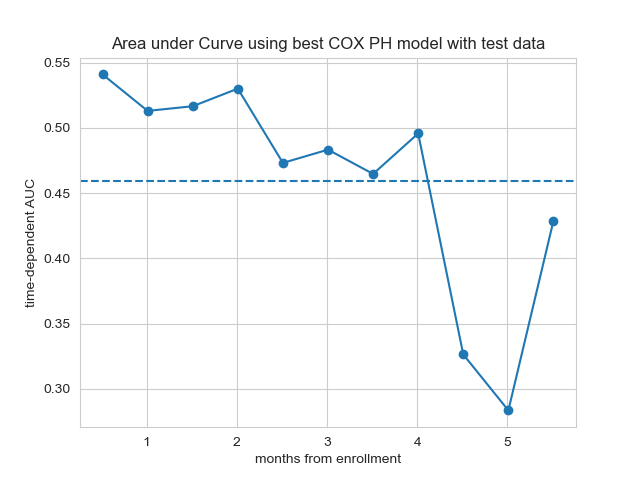 Area under Curve using best COX PH model with test data
time-dependent AUC
0.55
0.50
0.45
0.40
0.35
0.30
1 2 3 4 5
months from enrollment